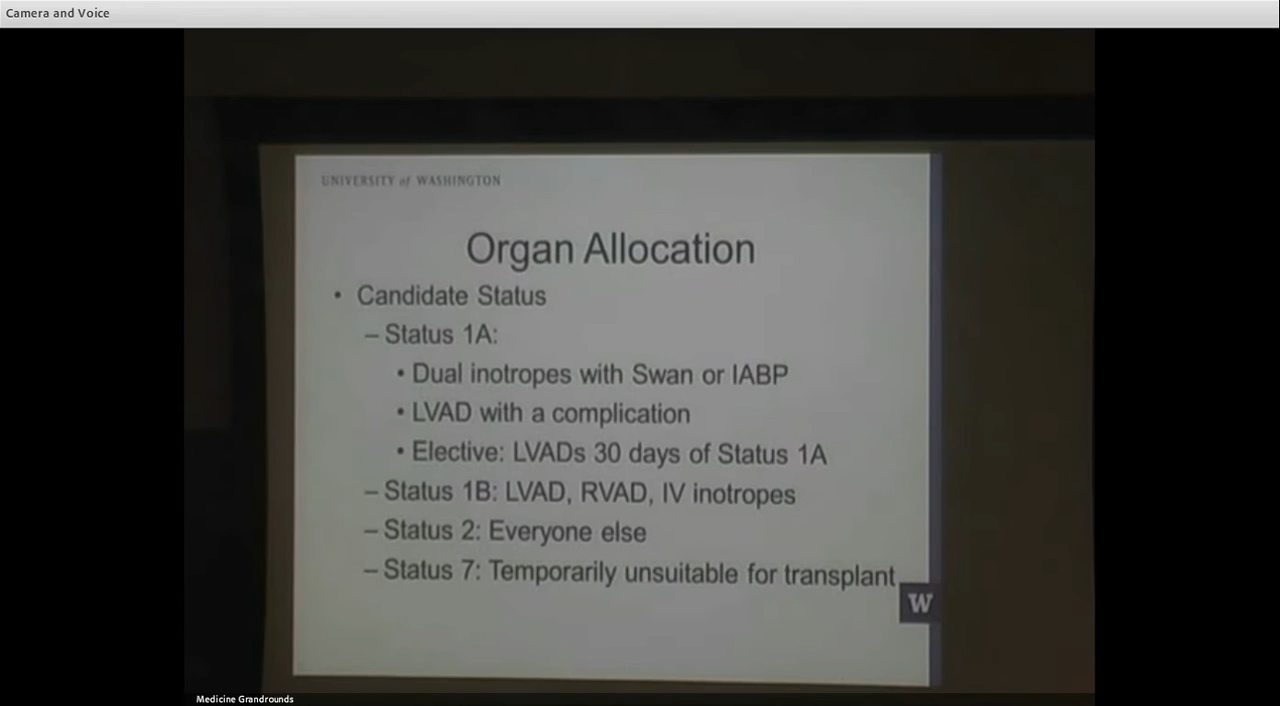 Camera and Voice
UNIVERSITY of WASHINGTON
Organ Allocation
• Candidate Status
– Status 1A:
• Dual inotropes with Swan or IABP
• LVAD with a complication
• Elective: LVADs 30 days of Status 1A
– Status 1B: LVAD, RVAD, IV inotropes
– Status 2: Everyone else
– Status 7: Temporarily unsuitable for transplant
W
Medicine Grandrounds